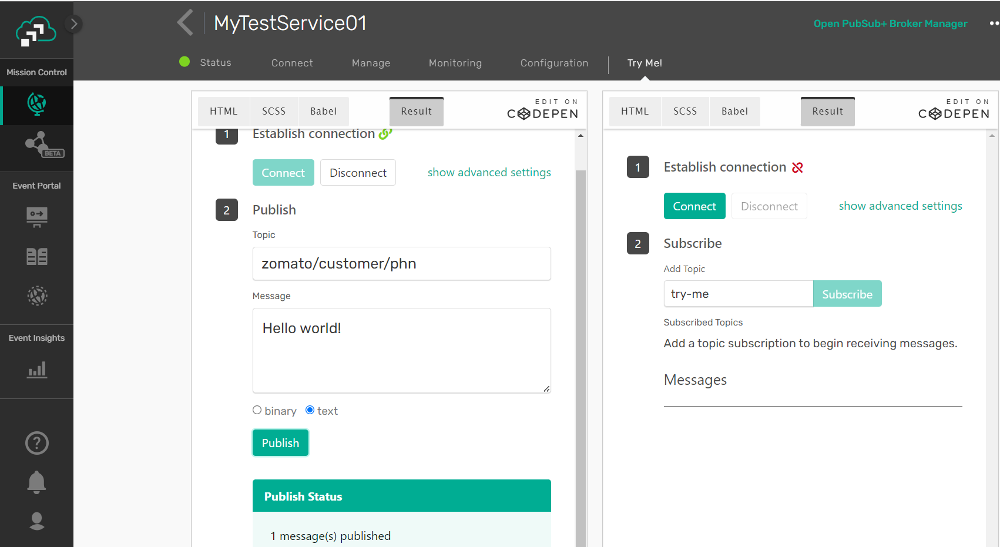 MyTestService01
Open PubSub+ Broker Manager
Status
Connect
Manage
Monitoring
Configuration
Try Me!
Mission Control
BETA
Event Portal
Event Insights
?
HTML
SCSS
Babel
Result
EDIT ON
CODEPEN
1
Establish connection
Connect
Disconnect
show advanced settings
2
Publish
Topic
zomato/customer/phn
Message
Hello world!
binary
text
Publish
Publish Status
1 message(s) published
HTML
SCSS
Babel
Result
EDIT ON
CODEPEN
1
Establish connection
Connect
Disconnect
show advanced settings
2
Subscribe
Add Topic
try-me
Subscribe
Subscribed Topics
Add a topic subscription to begin receiving messages.
Messages